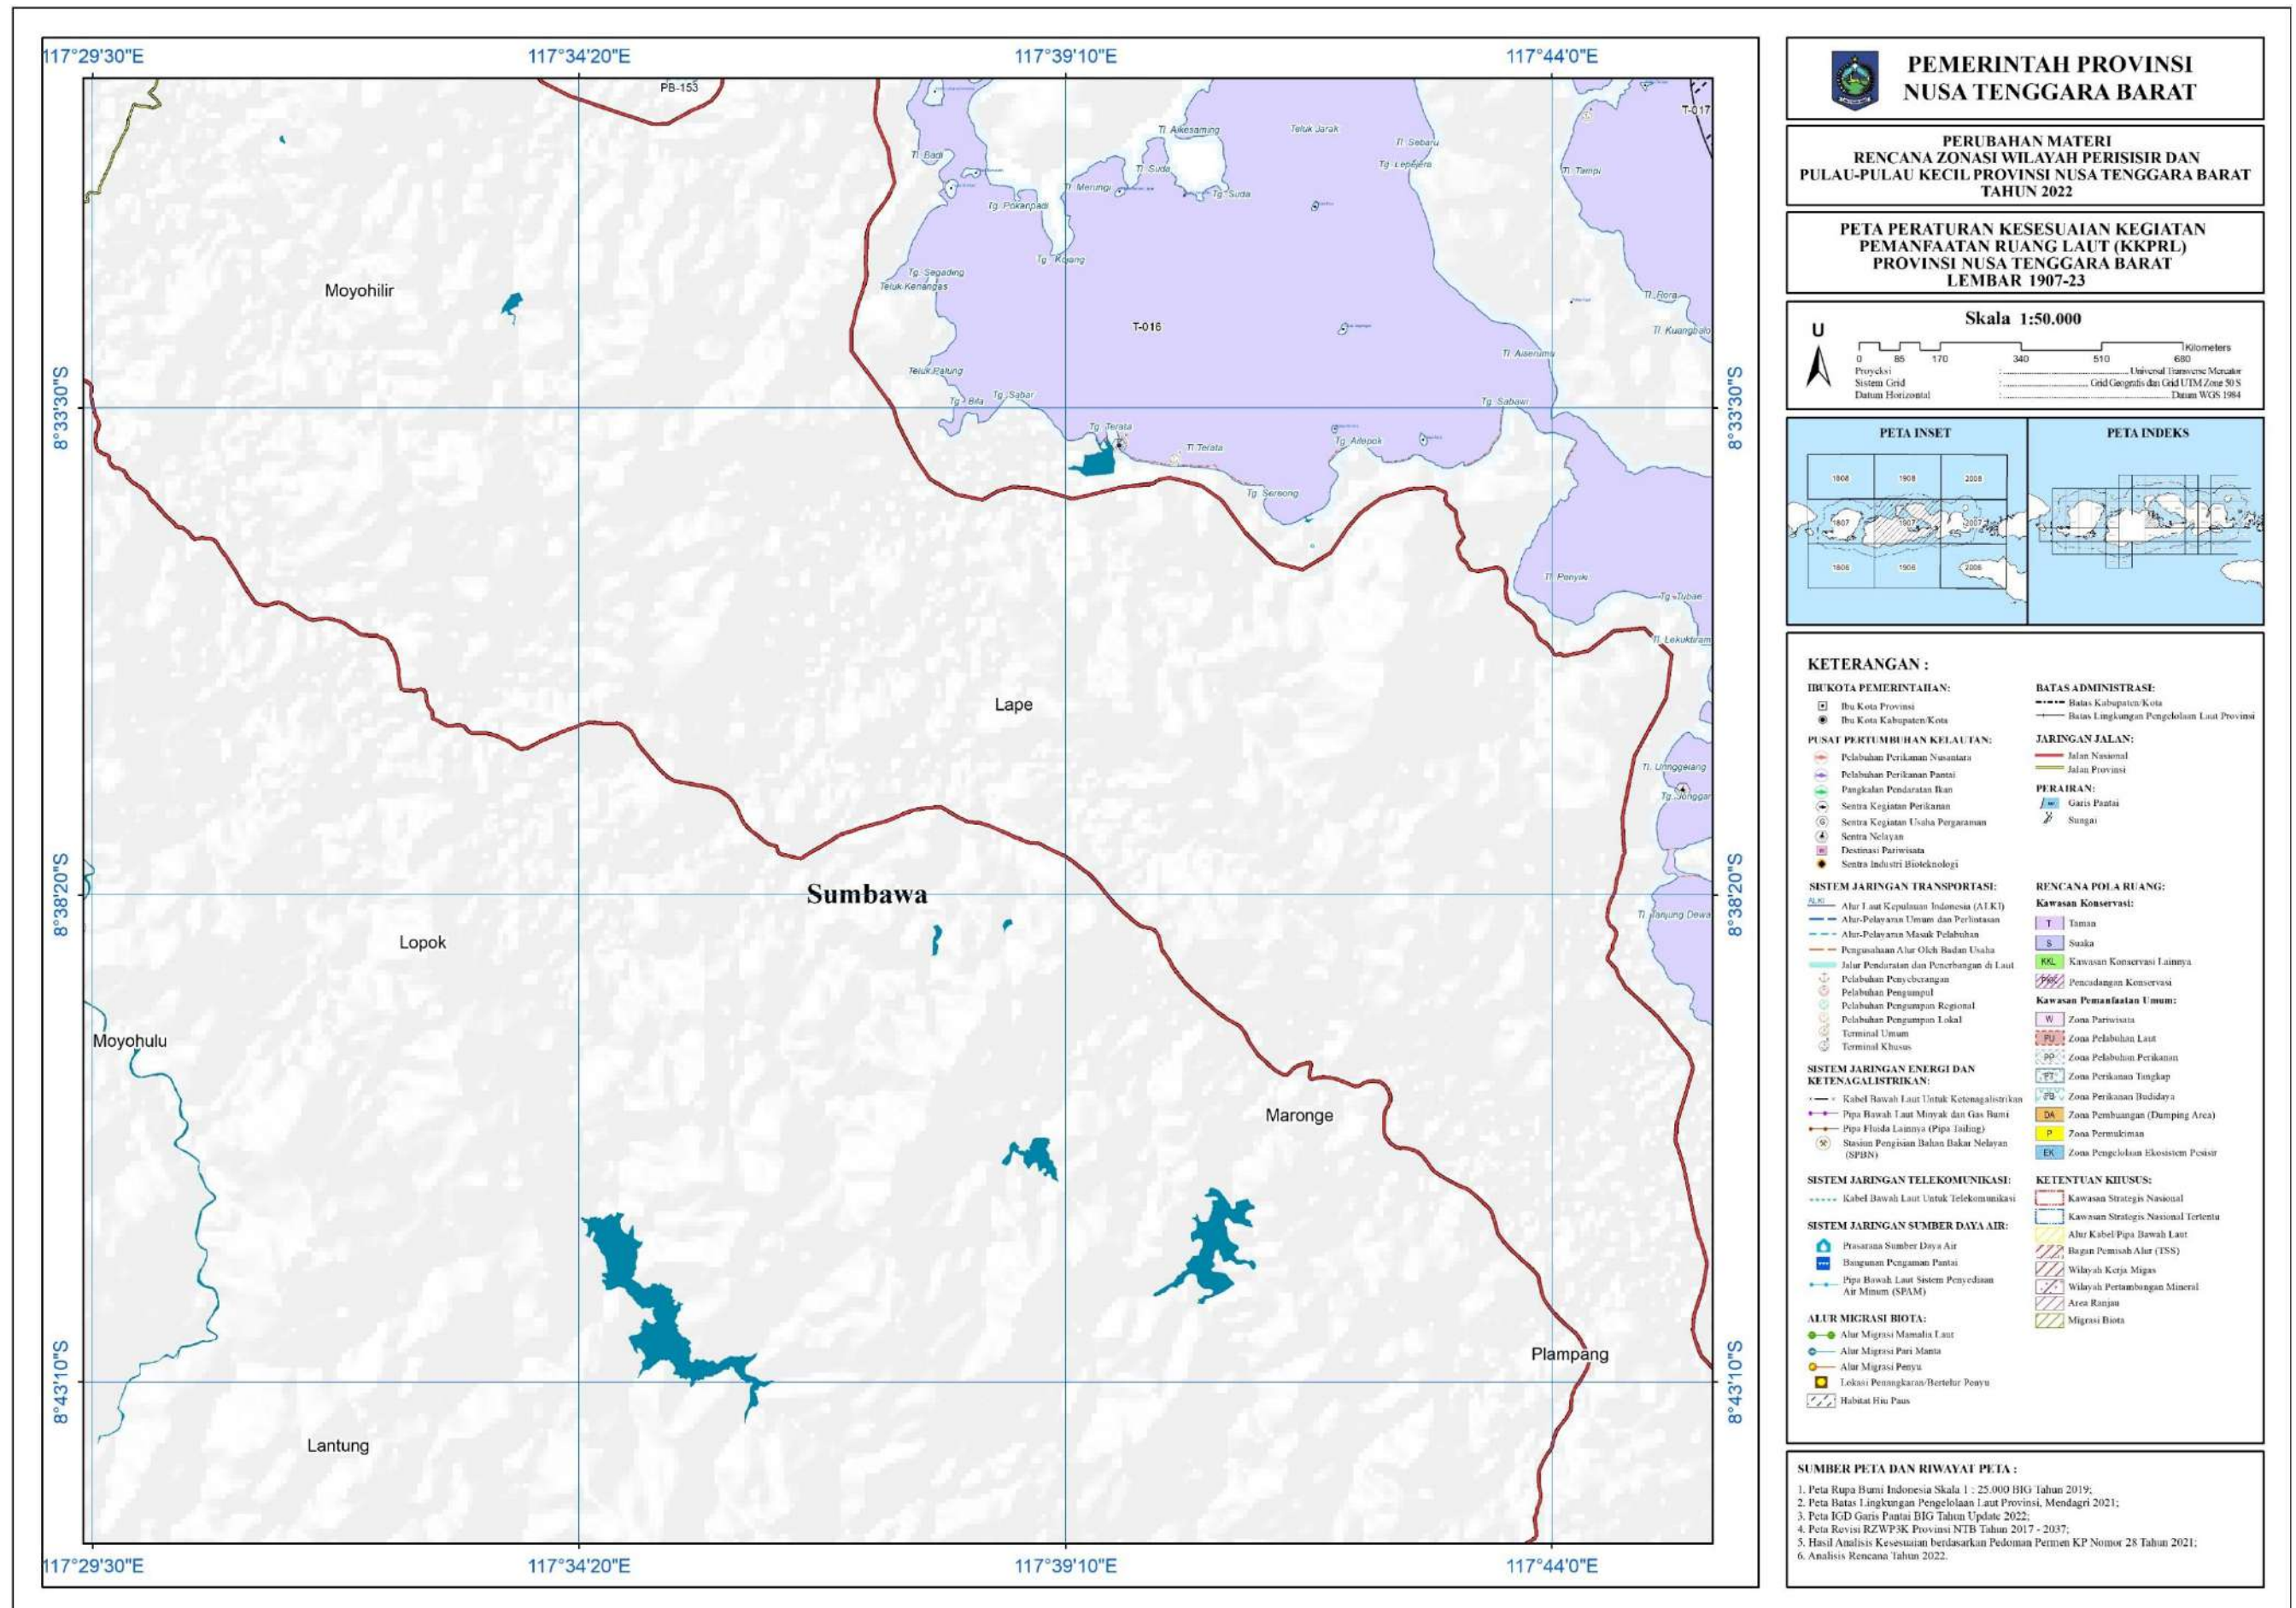 117°29'30"E
117°34'20"E
117°39'10"E
117°44'0"E
PB-153
T-017
Tl. Aikesaming
Teluk Jarak
Tl. Sebaru
Tl. Badi
Tl. Suda
Tg. Lepejera
Tl. Tampi
Tl. Merungi
Tg. Suda
Tg. Pokanpadi
Tg. Kojang
Tg. Segading
Teluk Kenangas
Moyohilir
T-016
Tl. Rora
Tl. Kuangbalo
Teluk Palung
Tg. Bila
Tg. Sabar
Tg. Sabawi
8°33'30"S
8°33'30"S
Tg. Terata
Tl. Terata
Tg. Sereong
Tl. Penyiki
Lape
Tg. Jonggar
8°38'20"S
8°38'20"S
Sumbawa
Tl. Tanjung Dewa
Lopok
Moyohulu
Maronge
Plampang
8°43'10"S
8°43'10"S
Lantung
117°29'30"E
117°34'20"E
117°39'10"E
117°44'0"E
PEMERINTAH PROVINSI
NUSA TENGGARA BARAT
PERUBAHAN MATERI
RENCANA ZONASI WILAYAH PERISISIR DAN
PULAU-PULAU KECIL PROVINSI NUSA TENGGARA BARAT
TAHUN 2022
PETA PERATURAN KESESUAIAN KEGIATAN
PEMANFAATAN RUANG LAUT (KKPRL)
PROVINSI NUSA TENGGARA BARAT
LEMBAR 1907-23
U
Skala 1:50.000
Kilometers
0 85 170 340 510 680
Proyeksi : Universal Transverse Mercator
Sistem Grid : Grid Geografis dan Grid UTM Zone 50 S
Datum Horizontal : Datum WGS 1984
PETA INSET
1808 1908 2008
1807 1907 2007
1806 1906 2006
PETA INDEKS
KETERANGAN :
IBUKOTA PEMERINTAHAN:
Ibu Kota Provinsi
Ibu Kota Kabupaten/Kota
PUSAT PERTUMBUHAN KELAUTAN:
Pelabuhan Perikanan Nusantara
Pelabuhan Perikanan Pantai
Pangkalan Pendaratan Ikan
Sentra Kegiatan Perikanan
Sentra Kegiatan Usaha Pergaraman
Sentra Nelayan
Destinasi Pariwisata
Sentra Industri Bioteknologi
SISTEM JARINGAN TRANSPORTASI:
ALKI Alur Laut Kepulauan Indonesia (ALKI)
Alur-Pelayaran Umum dan Perlintasan
Alur-Pelayaran Masuk Pelabuhan
Pengusahaan Alur Oleh Badan Usaha
Jalur Pendaratan dan Penerbangan di Laut
Pelabuhan Penyeberangan
Pelabuhan Pengumpul
Pelabuhan Pengumpan Regional
Pelabuhan Pengumpan Lokal
Terminal Umum
Terminal Khusus
SISTEM JARINGAN ENERGI DAN
KETENAGALISTRIKAN:
Kabel Bawah Laut Untuk Ketenagalistrikan
Pipa Bawah Laut Minyak dan Gas Bumi
Pipa Fluida Lainnya (Pipa Tailing)
Stasiun Pengisian Bahan Bakar Nelayan
(SPBN)
SISTEM JARINGAN TELEKOMUNIKASI:
Kabel Bawah Laut Untuk Telekomunikasi
SISTEM JARINGAN SUMBER DAYA AIR:
Prasarana Sumber Daya Air
Bangunan Pengaman Pantai
Pipa Bawah Laut Sistem Penyediaan
Air Minum (SPAM)
ALUR MIGRASI BIOTA:
Alur Migrasi Mamalia Laut
Alur Migrasi Pari Manta
Alur Migrasi Penyu
Lokasi Penangkaran/Bertelur Penyu
Habitat Hiu Paus
BATAS ADMINISTRASI:
Batas Kabupaten/Kota
Batas Lingkungan Pengelolaan Laut Provinsi
JARINGAN JALAN:
Jalan Nasional
Jalan Provinsi
PERAIRAN:
Garis Pantai
Sungai
RENCANA POLA RUANG:
Kawasan Konservasi:
T Taman
S Suaka
KKL Kawasan Konservasi Lainnya
Pencadangan Konservasi
Kawasan Pemanfaatan Umum:
W Zona Pariwisata
PU Zona Pelabuhan Laut
PP Zona Pelabuhan Perikanan
PT Zona Perikanan Tangkap
PB Zona Perikanan Budidaya
DA Zona Pembuangan (Dumping Area)
P Zona Permukiman
EK Zona Pengelolaan Ekosistem Pesisir
KETENTUAN KHUSUS:
Kawasan Strategis Nasional
Kawasan Strategis Nasional Tertentu
Alur Kabel/Pipa Bawah Laut
Bagan Pemisah Alur (TSS)
Wilayah Kerja Migas
Wilayah Pertambangan Mineral
Area Ranjau
Migrasi Biota
SUMBER PETA DAN RIWAYAT PETA :
1. Peta Rupa Bumi Indonesia Skala 1 : 25.000 BIG Tahun 2019;
2. Peta Batas Lingkungan Pengelolaan Laut Provinsi, Mendagri 2021;
3. Peta IGD Garis Pantai BIG Tahun Update 2022;
4. Peta Revisi RZWP3K Provinsi NTB Tahun 2017 - 2037;
5. Hasil Analisis Kesesuaian berdasarkan Pedoman Permen KP Nomor 28 Tahun 2021;
6. Analisis Rencana Tahun 2022.